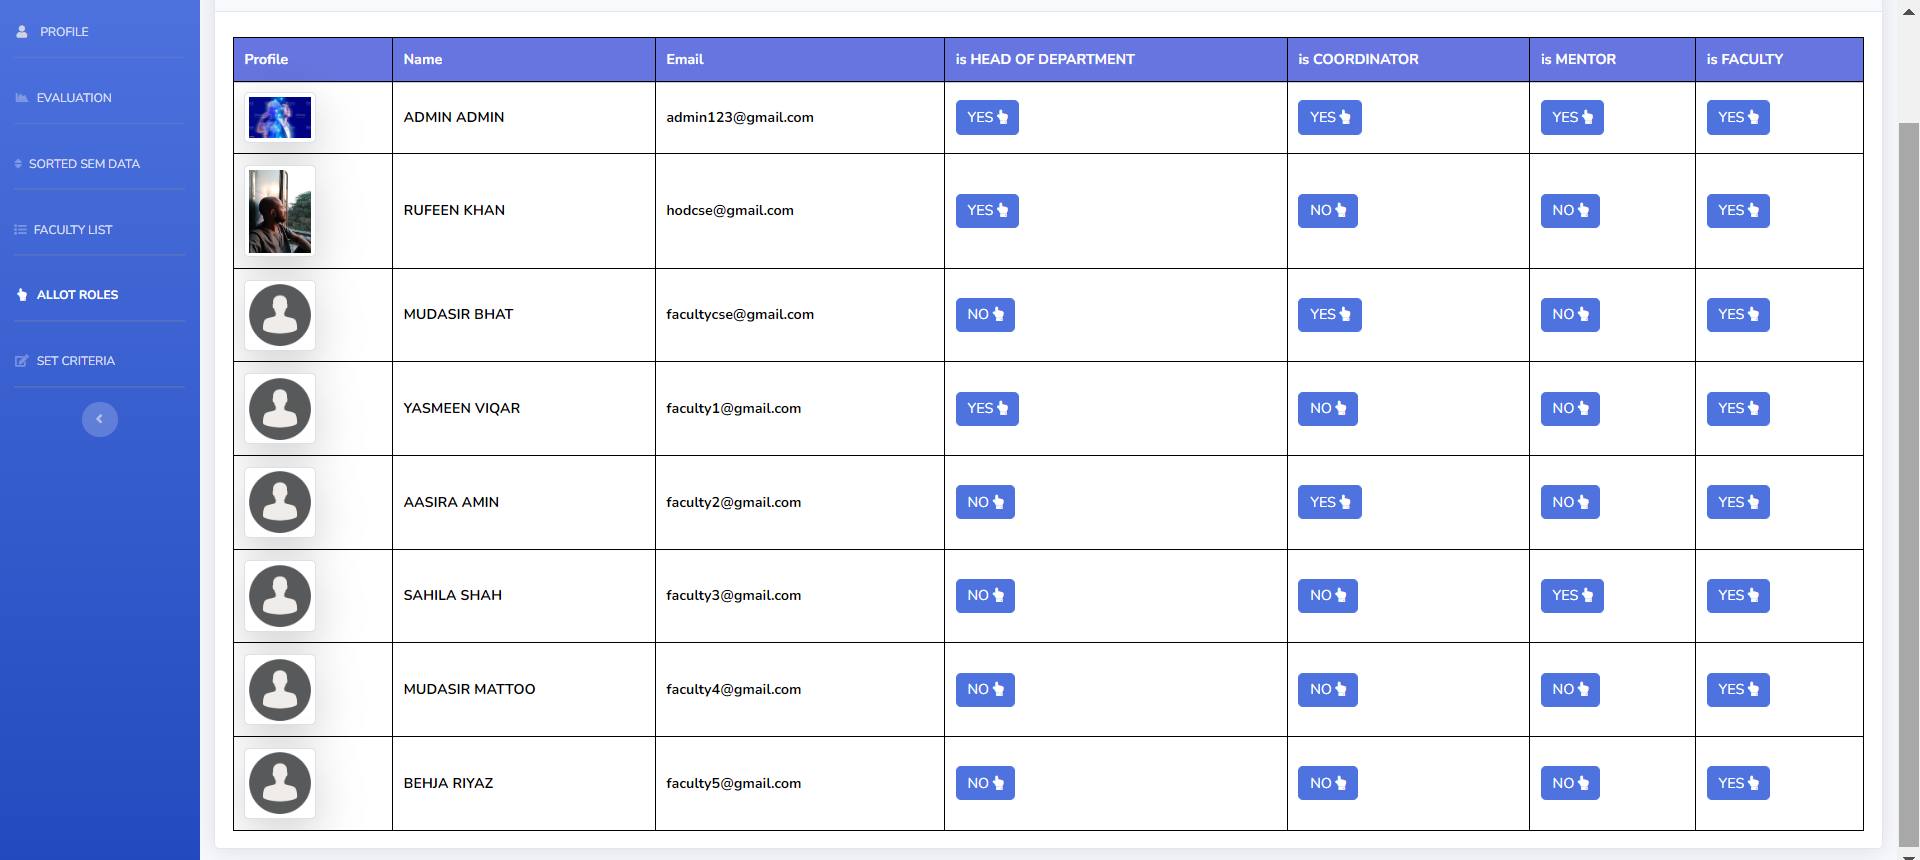 PROFILE
EVALUATION
SORTED SEM DATA
FACULTY LIST
ALLOT ROLES
SET CRITERIA
Profile Name Email is HEAD OF DEPARTMENT is COORDINATOR is MENTOR is FACULTY
ADMIN ADMIN admin123@gmail.com YES YES YES YES
RUFEEN KHAN hodcse@gmail.com YES NO NO YES
MUDASIR BHAT facultycse@gmail.com NO YES NO YES
YASMEEN VIQAR faculty1@gmail.com YES NO NO YES
AASIRA AMIN faculty2@gmail.com NO YES NO YES
SAHILA SHAH faculty3@gmail.com NO NO YES YES
MUDASIR MATTOO faculty4@gmail.com NO NO NO YES
BEHJA RIYAZ faculty5@gmail.com NO NO NO YES